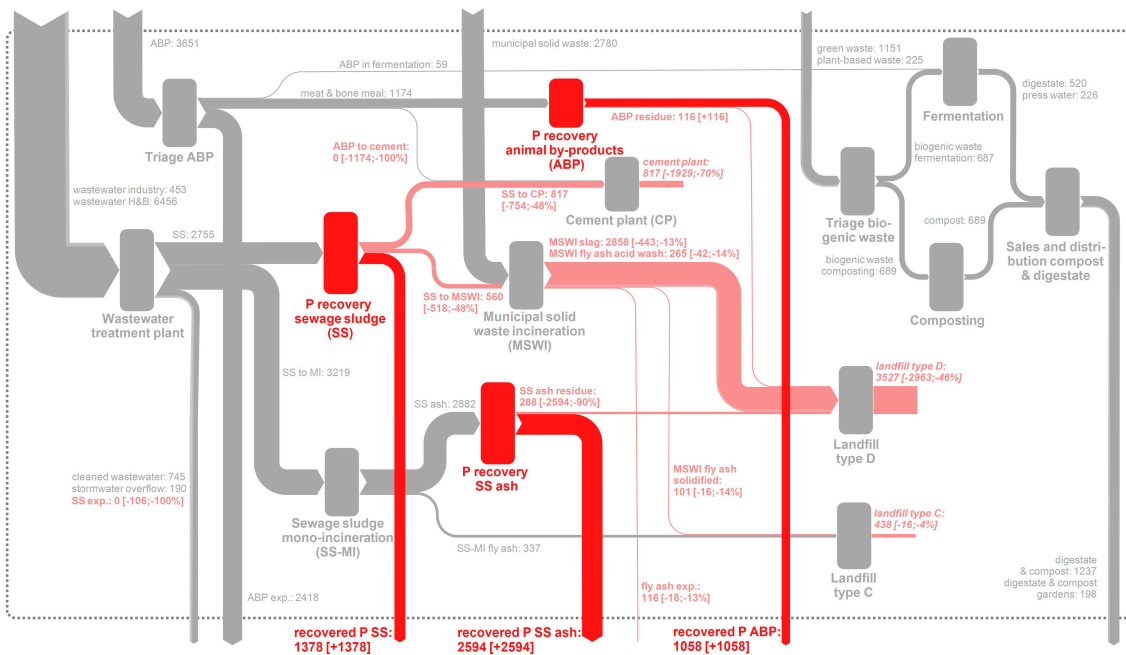 ABP: 3651
municipal solid waste: 2780
green waste: 1151
plant-based waste: 225
ABP in fermentation: 59
meat & bone meal: 1174
digestate: 520
press water: 226
Fermentation
Triage ABP
P recovery
animal by-products
(ABP)
ABP residue: 116 [+116]
ABP to cement:
0 [-1174;-100%]
cement plant:
817 [-1929;-70%]
biogenic waste
fermentation: 687
wastewater industry: 453
wastewater H&B: 6456
SS to CP: 817
[-754;-48%]
Cement plant (CP)
Triage bio-
genic waste
compost: 689
SS: 2755
MSWI slag: 2858 [-443;-13%]
MSWI fly ash acid wash: 265 [-42;-14%]
Sales and distri-
bution compost
& digestate
biogenic waste
composting: 689
SS to MSWI: 560
[-518;-48%]
P recovery
sewage sludge
(SS)
Wastewater
treatment plant
Municipal solid
waste incineration
(MSWI)
Composting
SS to MI: 3219
landfill type D:
3527 [-2963;-46%]
SS ash: 2882
SS ash residue:
288 [-2594;-90%]
Landfill
type D
P recovery
SS ash
cleaned wastewater: 745
stormwater overflow: 190
SS exp.: 0 [-106;-100%]
MSWI fly ash
solidified:
101 [-16;-14%]
landfill type C:
438 [-16;-4%]
Sewage sludge
mono-incineration
(SS-MI)
SS-MI fly ash: 337
Landfill
type C
ABP exp.: 2418
fly ash exp.:
116 [-18;-13%]
digestate
& compost: 1237
digestate & compost
gardens: 198
recovered P SS:
1378 [+1378]
recovered P SS ash:
2594 [+2594]
recovered P ABP:
1058 [+1058]